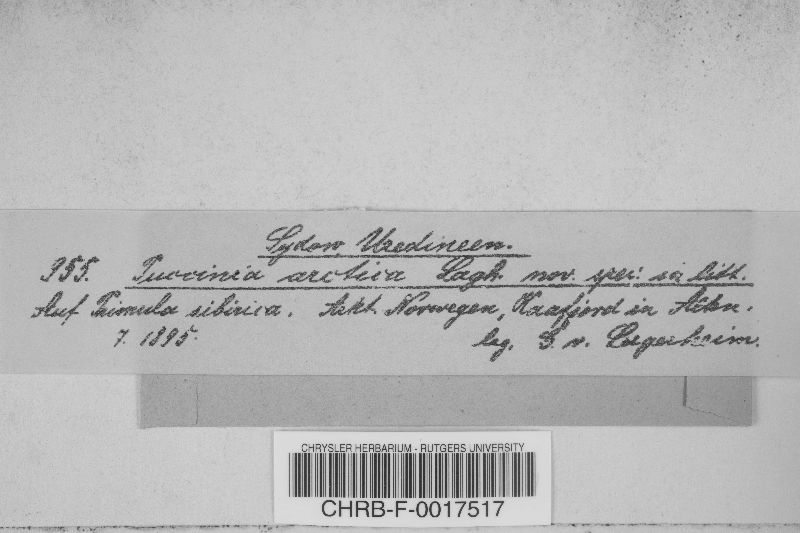 Sydow, Uredineen.
955. Puccinia arctica Lagh. nov. spec. in litt.
Auf Primula sibirica. Arkt. Norwegen, Kaafjord in Alten.
7. 1895. leg. G. v. Lagerheim.
CHRYSLER HERBARIUM - RUTGERS UNIVERSITY
CHRB-F-0017517